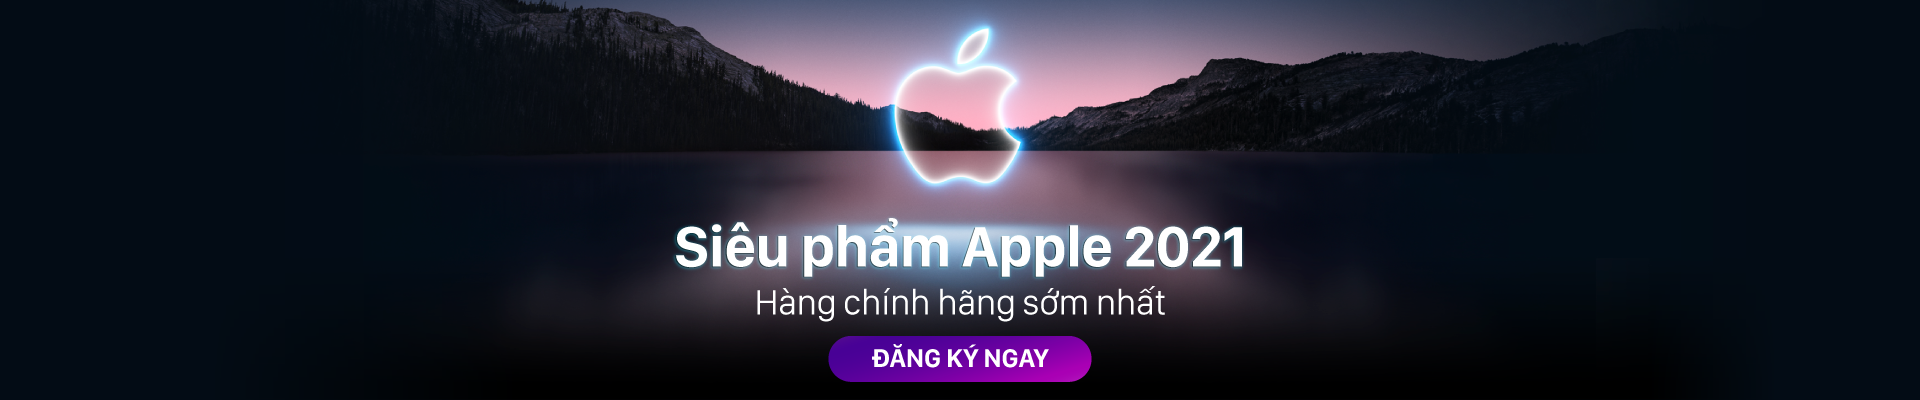 Siêu phẩm Apple 2021
Hàng chính hãng sớm nhất
ĐĂNG KÝ NGAY